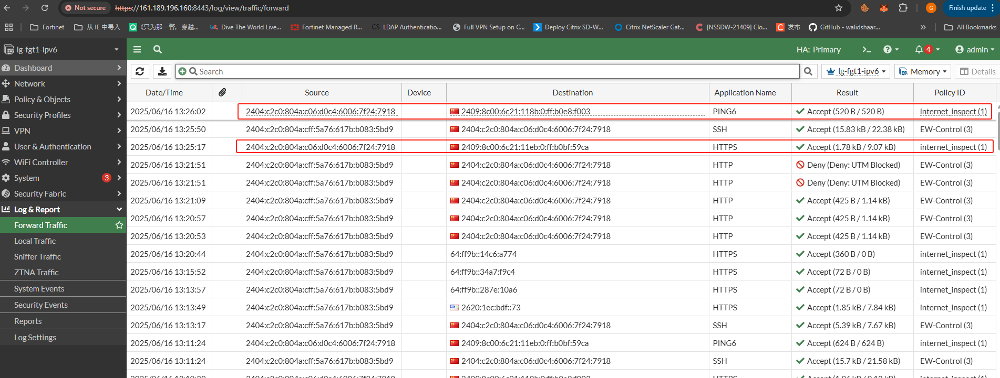 Not secure https://161.189.196.160:8443/log/view/traffic/forward G Finish update
Fortinet 从 IE 中导入 《只为那一瞥，穿越... Dive The World Live... Fortinet Managed R... CS LDAP Authenticatio... Full VPN Setup on C... Deploy Citrix SD-W... Citrix NetScaler Gat... C [NSSDW-21409] Clo... C 发布 GitHub - walidshaar... » All Bookmarks
lg-fgt1-ipv6 HA: Primary >_ ? 4 admin
Dashboard
Network
Policy & Objects
Security Profiles
VPN
User & Authentication
WiFi Controller
System 3
Security Fabric
Log & Report
Forward Traffic
Local Traffic
Sniffer Traffic
ZTNA Traffic
System Events
Security Events
Reports
Log Settings
Search lg-fgt1-ipv6 Memory Details
Date/Time Source Device Destination Application Name Result Policy ID
2025/06/16 13:26:02 2404:c2c0:804a:c06:d0c4:6006:7f24:7918 2409:8c00:6c21:118b:0:ff:b0e8:f003 PING6 Accept (520 B / 520 B) internet_inspect (1)
2025/06/16 13:25:50 2404:c2c0:804a:cff:5a76:617b:b083:5bd9 2404:c2c0:804a:c06:d0c4:6006:7f24:7918 SSH Accept (15.83 kB / 22.38 kB) EW-Control (3)
2025/06/16 13:25:17 2404:c2c0:804a:c06:d0c4:6006:7f24:7918 2409:8c00:6c21:11eb:0:ff:b0bf:59ca HTTPS Accept (1.78 kB / 9.07 kB) internet_inspect (1)
2025/06/16 13:21:51 2404:c2c0:804a:cff:5a76:617b:b083:5bd9 2404:c2c0:804a:c06:d0c4:6006:7f24:7918 HTTP Deny (Deny: UTM Blocked) EW-Control (3)
2025/06/16 13:21:51 2404:c2c0:804a:cff:5a76:617b:b083:5bd9 2404:c2c0:804a:c06:d0c4:6006:7f24:7918 HTTP Deny (Deny: UTM Blocked) EW-Control (3)
2025/06/16 13:21:09 2404:c2c0:804a:cff:5a76:617b:b083:5bd9 2404:c2c0:804a:c06:d0c4:6006:7f24:7918 HTTP Accept (425 B / 1.14 kB) EW-Control (3)
2025/06/16 13:20:57 2404:c2c0:804a:cff:5a76:617b:b083:5bd9 2404:c2c0:804a:c06:d0c4:6006:7f24:7918 HTTP Accept (425 B / 1.14 kB) EW-Control (3)
2025/06/16 13:20:53 2404:c2c0:804a:cff:5a76:617b:b083:5bd9 2404:c2c0:804a:c06:d0c4:6006:7f24:7918 HTTP Accept (425 B / 1.14 kB) EW-Control (3)
2025/06/16 13:20:44 2404:c2c0:804a:cff:5a76:617b:b083:5bd9 64:ff9b::14c6:a774 HTTPS Accept (360 B / 0 B) internet_inspect (1)
2025/06/16 13:15:52 2404:c2c0:804a:cff:5a76:617b:b083:5bd9 64:ff9b::34a7:f9c4 HTTPS Accept (72 B / 0 B) internet_inspect (1)
2025/06/16 13:13:57 2404:c2c0:804a:cff:5a76:617b:b083:5bd9 64:ff9b::287e:10a6 HTTPS Accept (72 B / 0 B) internet_inspect (1)
2025/06/16 13:13:49 2404:c2c0:804a:cff:5a76:617b:b083:5bd9 2620:1ec:bdf::73 HTTPS Accept (1.85 kB / 7.84 kB) internet_inspect (1)
2025/06/16 13:13:17 2404:c2c0:804a:cff:5a76:617b:b083:5bd9 2404:c2c0:804a:c06:d0c4:6006:7f24:7918 SSH Accept (5.39 kB / 7.67 kB) EW-Control (3)
2025/06/16 13:11:24 2404:c2c0:804a:c06:d0c4:6006:7f24:7918 2409:8c00:6c21:11eb:0:ff:b0bf:59ca PING6 Accept (624 B / 624 B) internet_inspect (1)
2025/06/16 13:11:24 2404:c2c0:804a:cff:5a76:617b:b083:5bd9 2404:c2c0:804a:c06:d0c4:6006:7f24:7918 SSH Accept (15.7 kB / 21.58 kB) EW-Control (3)